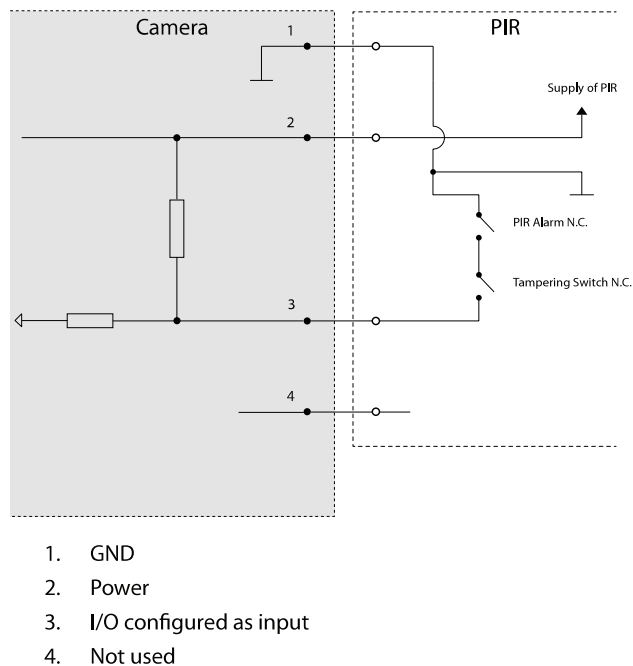 Camera
PIR
1
Supply of PIR
2
PIR Alarm N.C.
Tampering Switch N.C.
3
4
1. GND
2. Power
3. I/O configured as input
4. Not used